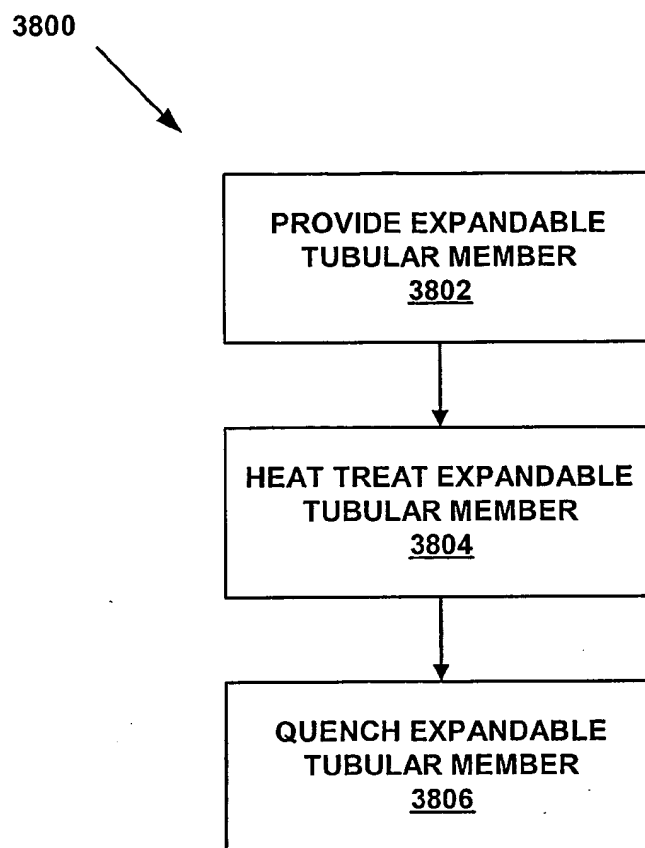 3800
PROVIDE EXPANDABLE
TUBULAR MEMBER
3802
HEAT TREAT EXPANDABLE
TUBULAR MEMBER
3804
QUENCH EXPANDABLE
TUBULAR MEMBER
3806